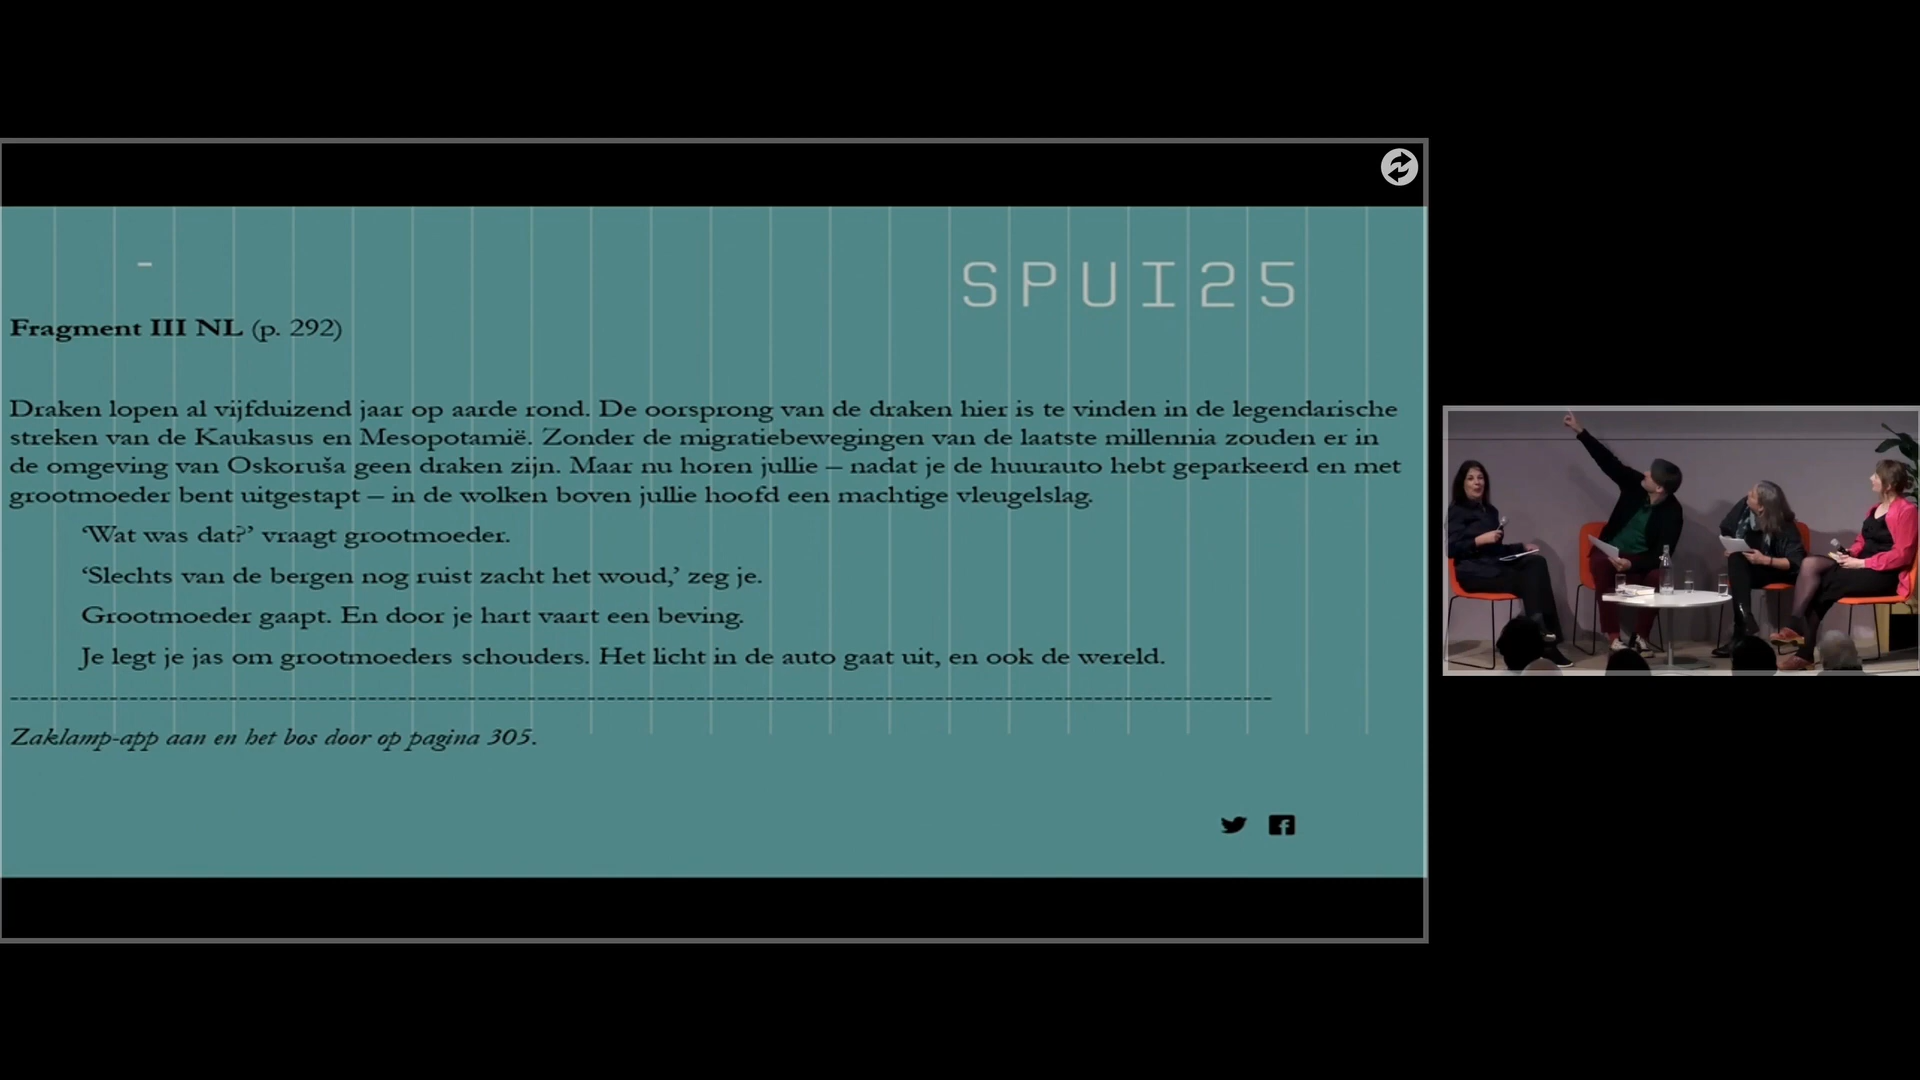 SPUI25
Fragment III NL (p. 292)
Draken lopen al vijfduizend jaar op aarde rond. De oorsprong van de draken hier is te vinden in de legendarische
streken van de Kaukasus en Mesopotamië. Zonder de migratiebewegingen van de laatste millennia zouden er in
de omgeving van Oskoruša geen draken zijn. Maar nu horen jullie – nadat je de huurauto hebt geparkeerd en met
grootmoeder bent uitgestapt – in de wolken boven jullie hoofd een machtige vleugelslag.
‘Wat was dat?’ vraagt grootmoeder.
‘Slechts van de bergen nog ruist zacht het woud,’ zeg je.
Grootmoeder gaapt. En door je hart vaart een beving.
Je legt je jas om grootmoeders schouders. Het licht in de auto gaat uit, en ook de wereld.
Zaklamp-app aan en het bos door op pagina 305.